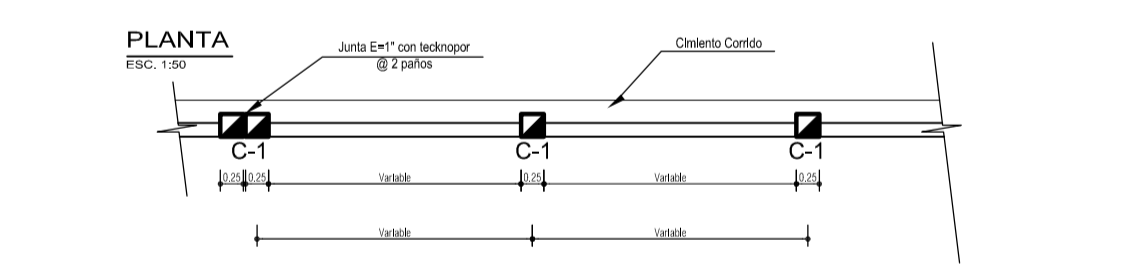 PLANTA
ESC. 1:50
Junta E=1" con tecknopor
@ 2 paños
Cimiento Corrido
C-1
C-1
C-1
0.25 0.25 Variable 0.25 Variable 0.25
Variable Variable